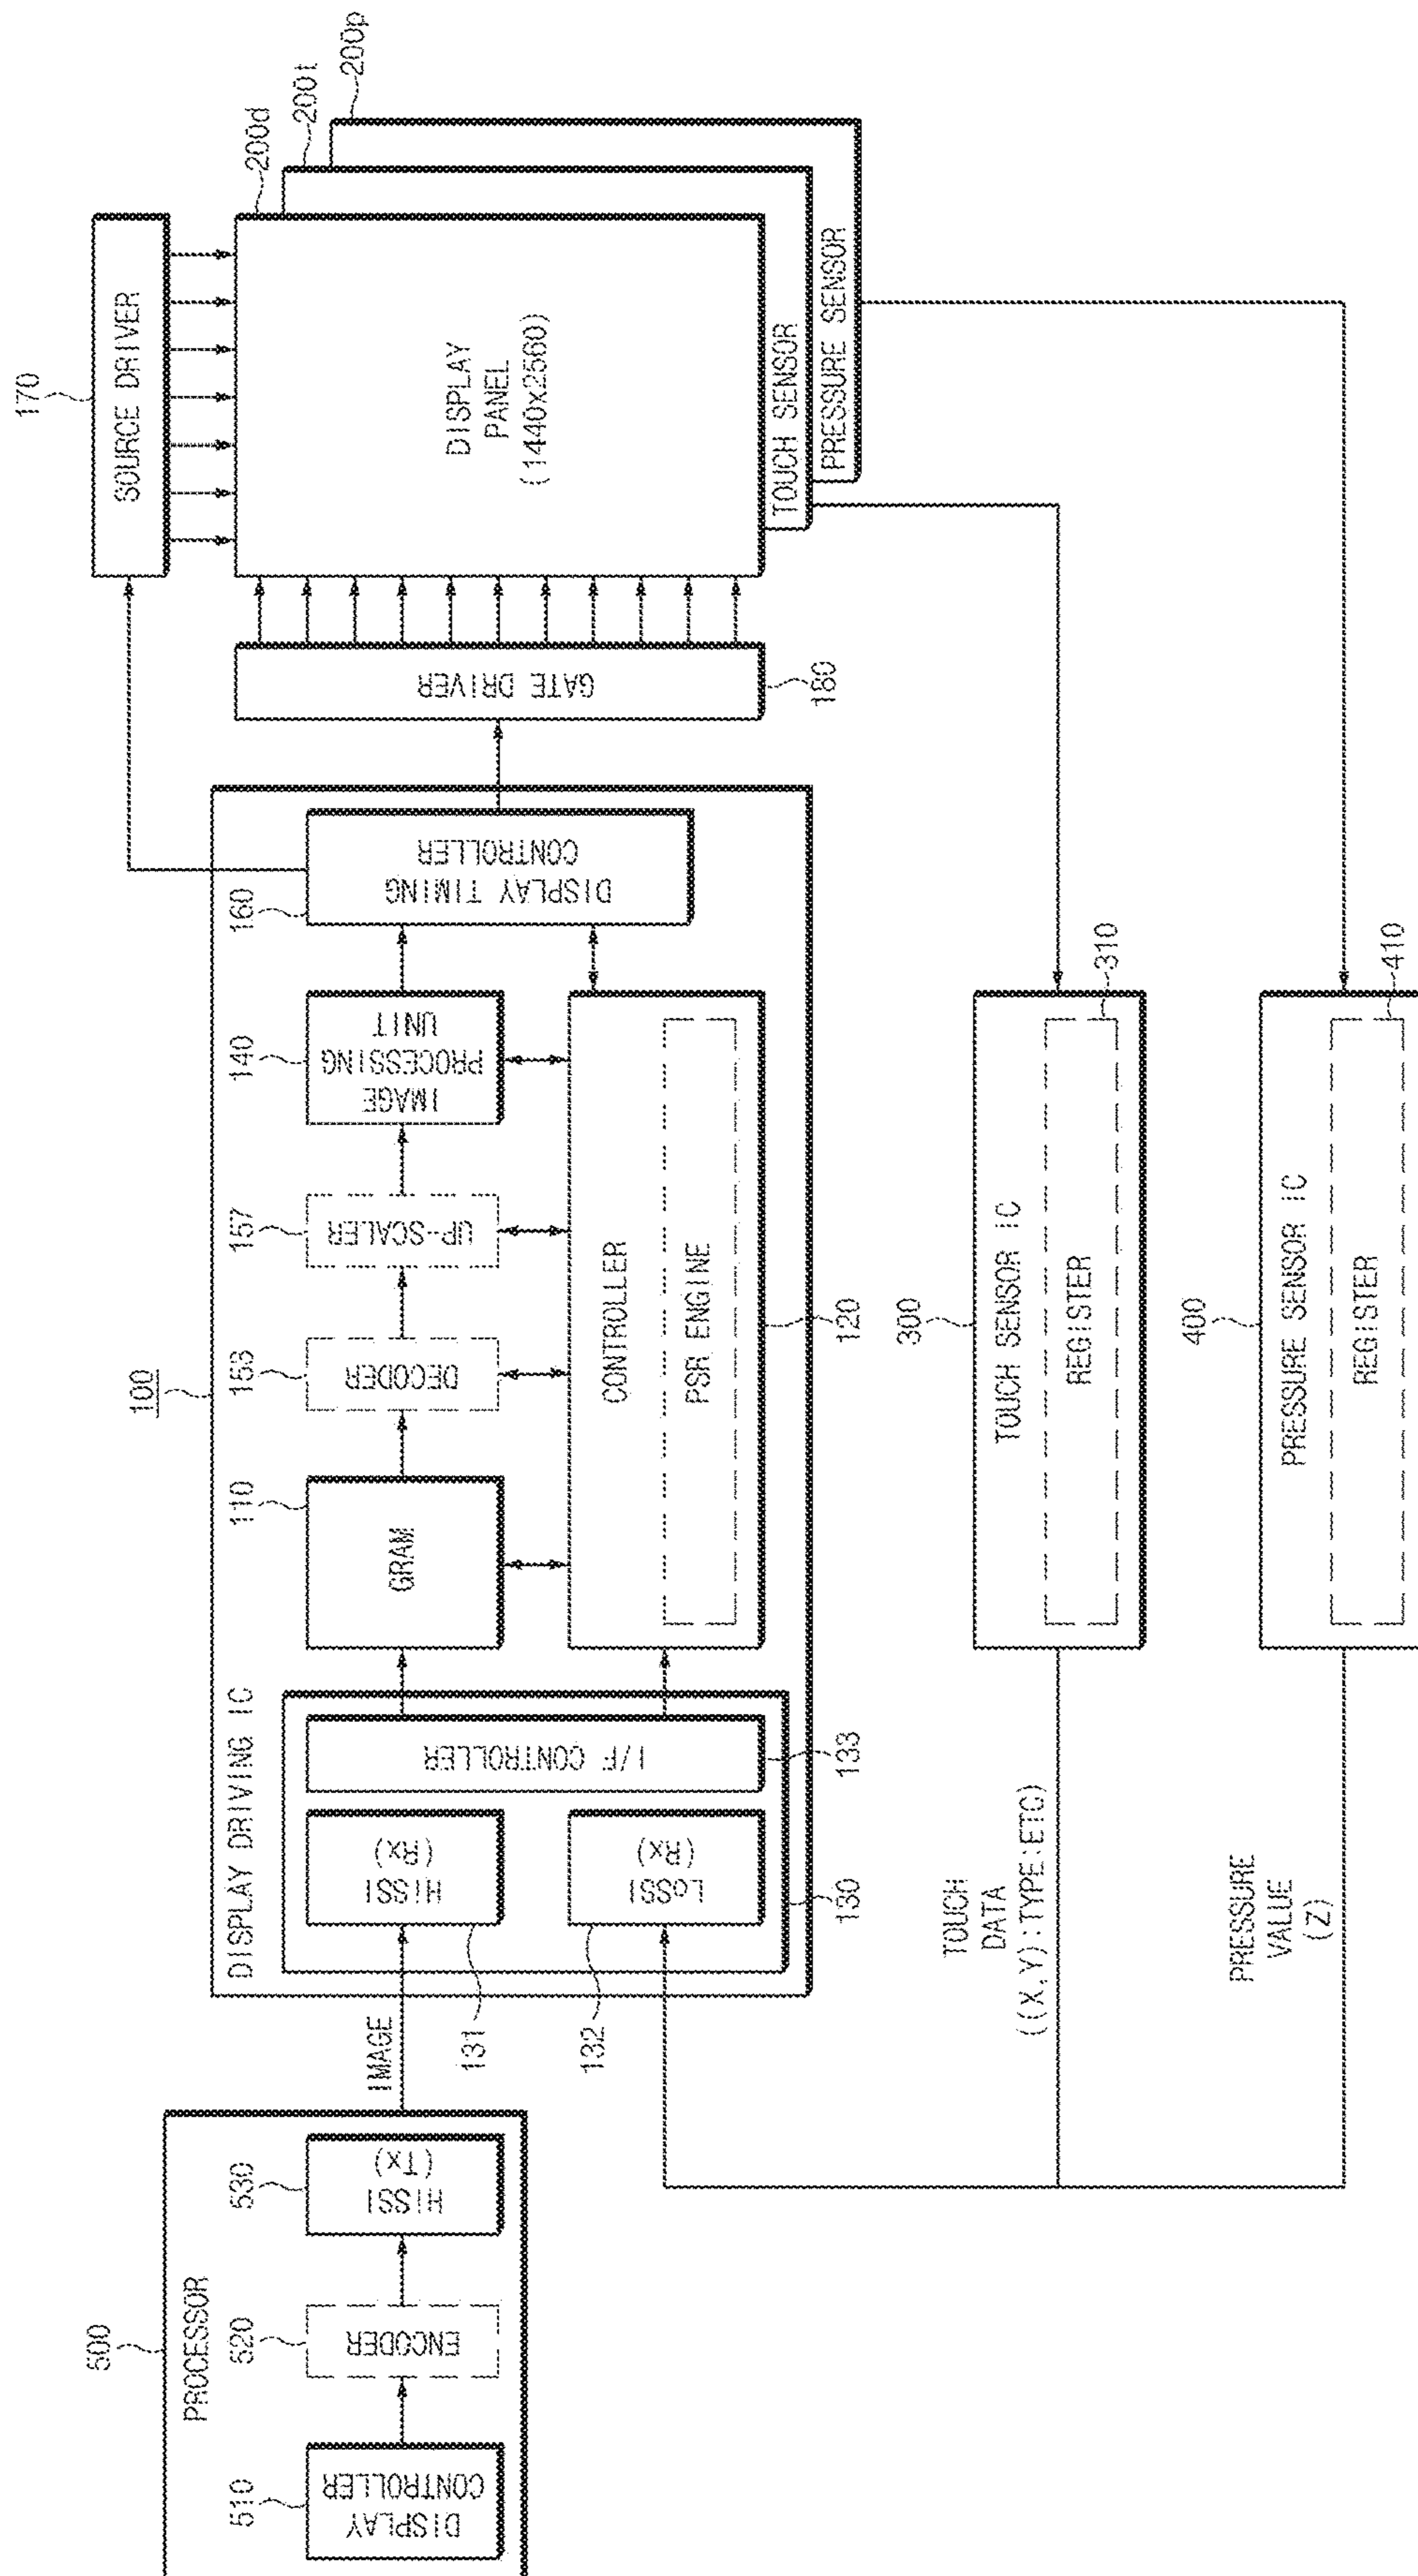 500
PROCESSOR
510
DISPLAY
CONTROLLER
520
ENCODER
530
HiSSI
(Tx)
IMAGE
100
DISPLAY DRIVING IC
131
HiSSI
(Rx)
132
LoSSI
(Rx)
130
I/F CONTROLLER
133
110
GRAM
DECODER
157
UP-SCALER
140
IMAGE
PROCESSING
UNIT
160
DISPLAY TIMING
CONTROLLER
CONTROLLER
PSR ENGINE
120
170
SOURCE DRIVER
GATE DRIVER
180
200d
200t
200p
DISPLAY
PANEL
(1440x2560)
TOUCH SENSOR
PRESSURE SENSOR
TOUCH
DATA
((X,Y):TYPE:ETC)
300
TOUCH SENSOR IC
REGISTER
310
PRESSURE
VALUE
(Z)
400
PRESSURE SENSOR IC
REGISTER
410